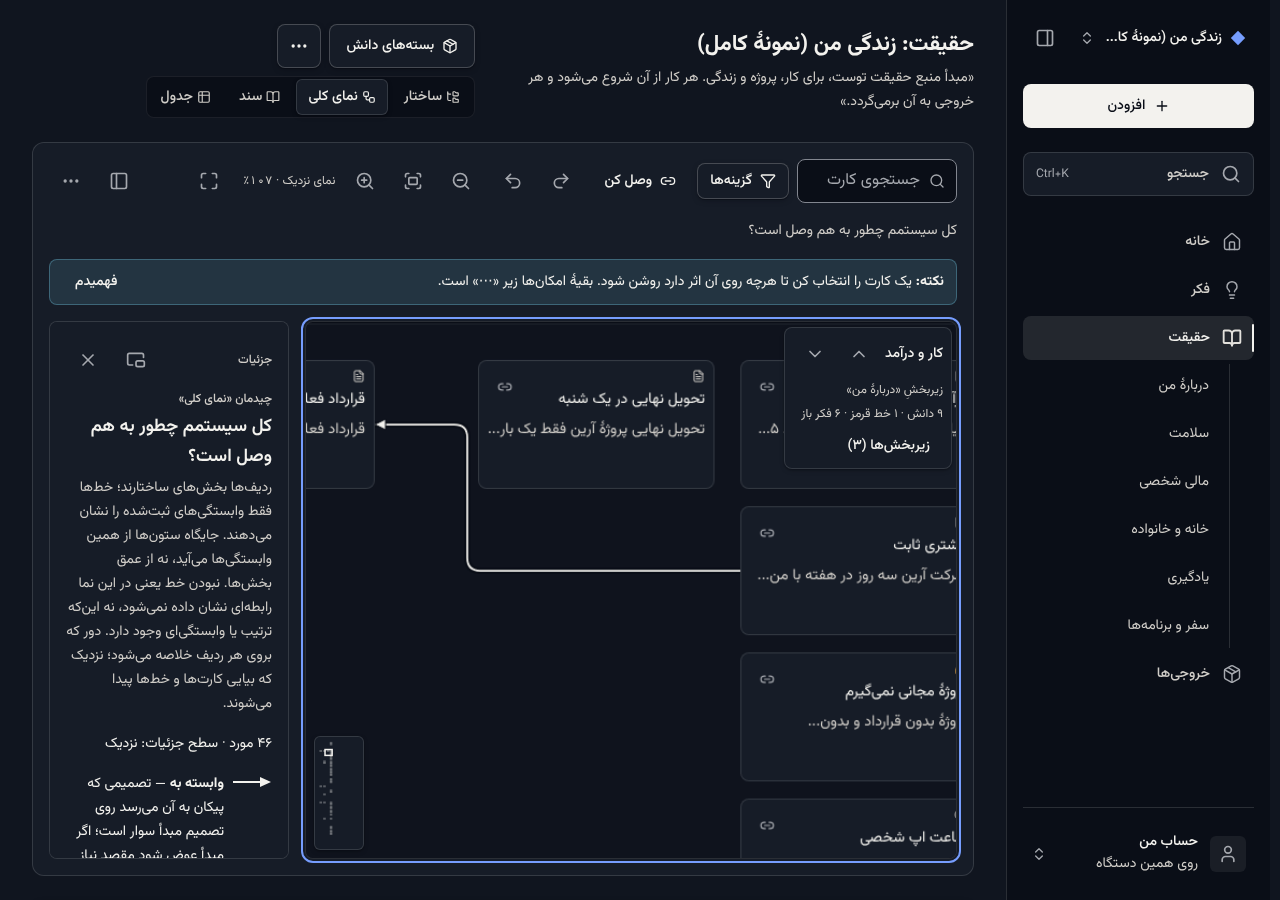 زندگی من (نمونهٔ کا...
افزودن
جستجو
Ctrl+K
خانه
فکر
حقیقت
دربارهٔ من
سلامت
مالی شخصی
خانه و خانواده
یادگیری
سفر و برنامه‌ها
خروجی‌ها
حساب من
روی همین دستگاه
حقیقت: زندگی من (نمونهٔ کامل)
«مبدأ منبع حقیقت توست، برای کار، پروژه و زندگی. هر کار از آن شروع می‌شود و هر
خروجی به آن برمی‌گردد.»
بسته‌های دانش
ساختار
نمای کلی
سند
جدول
جستجوی کارت
گزینه‌ها
وصل کن
نمای نزدیک · ۱۰۷٪
کل سیستمم چطور به هم وصل است؟
نکته: یک کارت را انتخاب کن تا هرچه روی آن اثر دارد روشن شود. بقیهٔ امکان‌ها زیر «···» است.
فهمیدم
کار و درآمد
زیربخش «دربارهٔ من»
۹ دانش · ۱ خط قرمز · ۶ فکر باز
زیربخش‌ها (۳)
۵...
تحویل نهایی در یک شنبه
تحویل نهایی پروژهٔ آرین فقط یک بار...
قرارداد فعا
قرارداد فعا
شتری ثابت
رکت آرین سه روز در هفته با من...
وژهٔ مجانی نمی‌گیرم
وژهٔ بدون قرارداد و بدون...
اعت اپ شخصی
جزئیات
چیدمان «نمای کلی»
کل سیستمم چطور به هم
وصل است؟
ردیف‌ها بخش‌های ساختارند؛ خط‌ها
فقط وابستگی‌های ثبت‌شده را نشان
می‌دهند. جایگاه ستون‌ها از همین
وابستگی‌ها می‌آید، نه از عمق
بخش‌ها. نبودن خط یعنی در این نما
رابطه‌ای نشان داده نمی‌شود، نه این‌که
ترتیب یا وابستگی‌ای وجود دارد. دور که
بروی هر ردیف خلاصه می‌شود؛ نزدیک
که بیایی کارت‌ها و خط‌ها پیدا
می‌شوند.
۴۶ مورد · سطح جزئیات: نزدیک
وابسته به – تصمیمی که
پیکان به آن می‌رسد روی
تصمیم مبدأ سوار است؛ اگر
مبدأ عوض شود مقصد نیاز